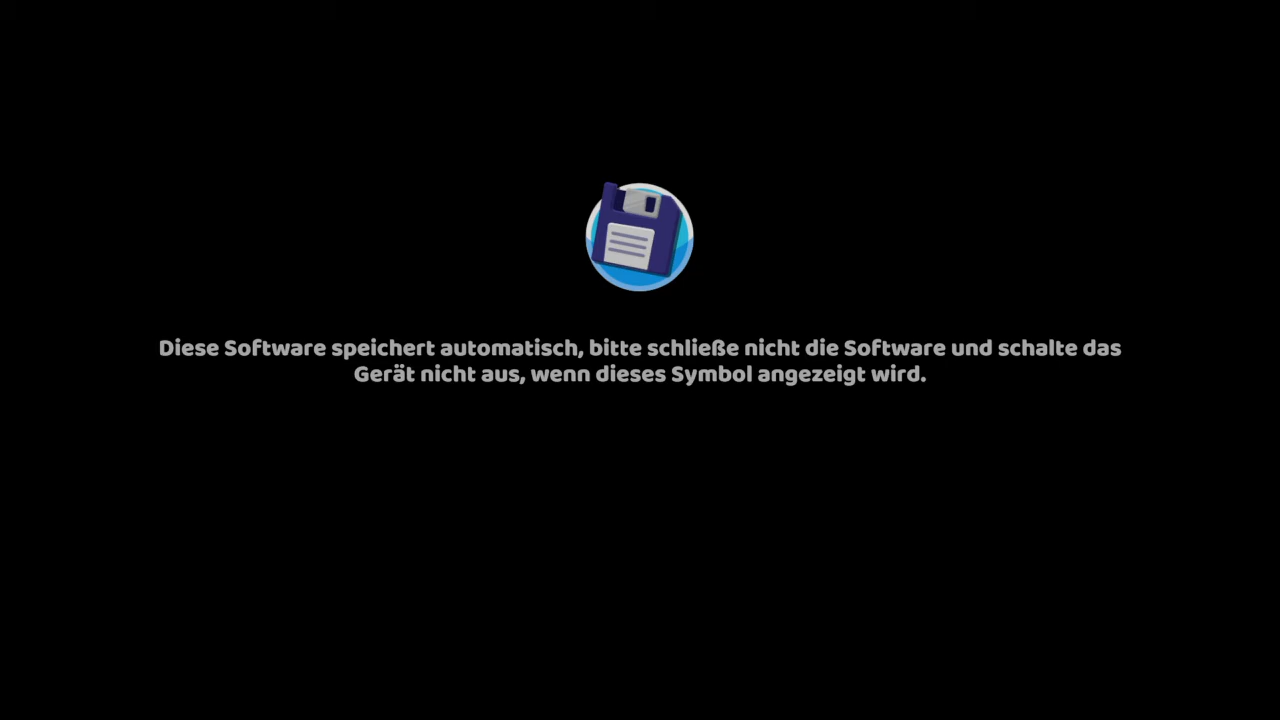 Diese Software speichert automatisch, bitte schließe nicht die Software und schalte das
Gerät nicht aus, wenn dieses Symbol angezeigt wird.